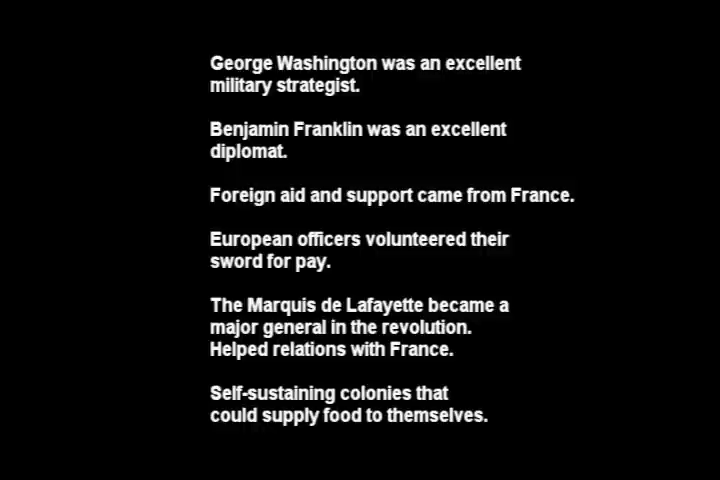 George Washington was an excellent
military strategist.
Benjamin Franklin was an excellent
diplomat.
Foreign aid and support came from France.
European officers volunteered their
sword for pay.
The Marquis de Lafayette became a
major general in the revolution.
Helped relations with France.
Self-sustaining colonies that
could supply food to themselves.